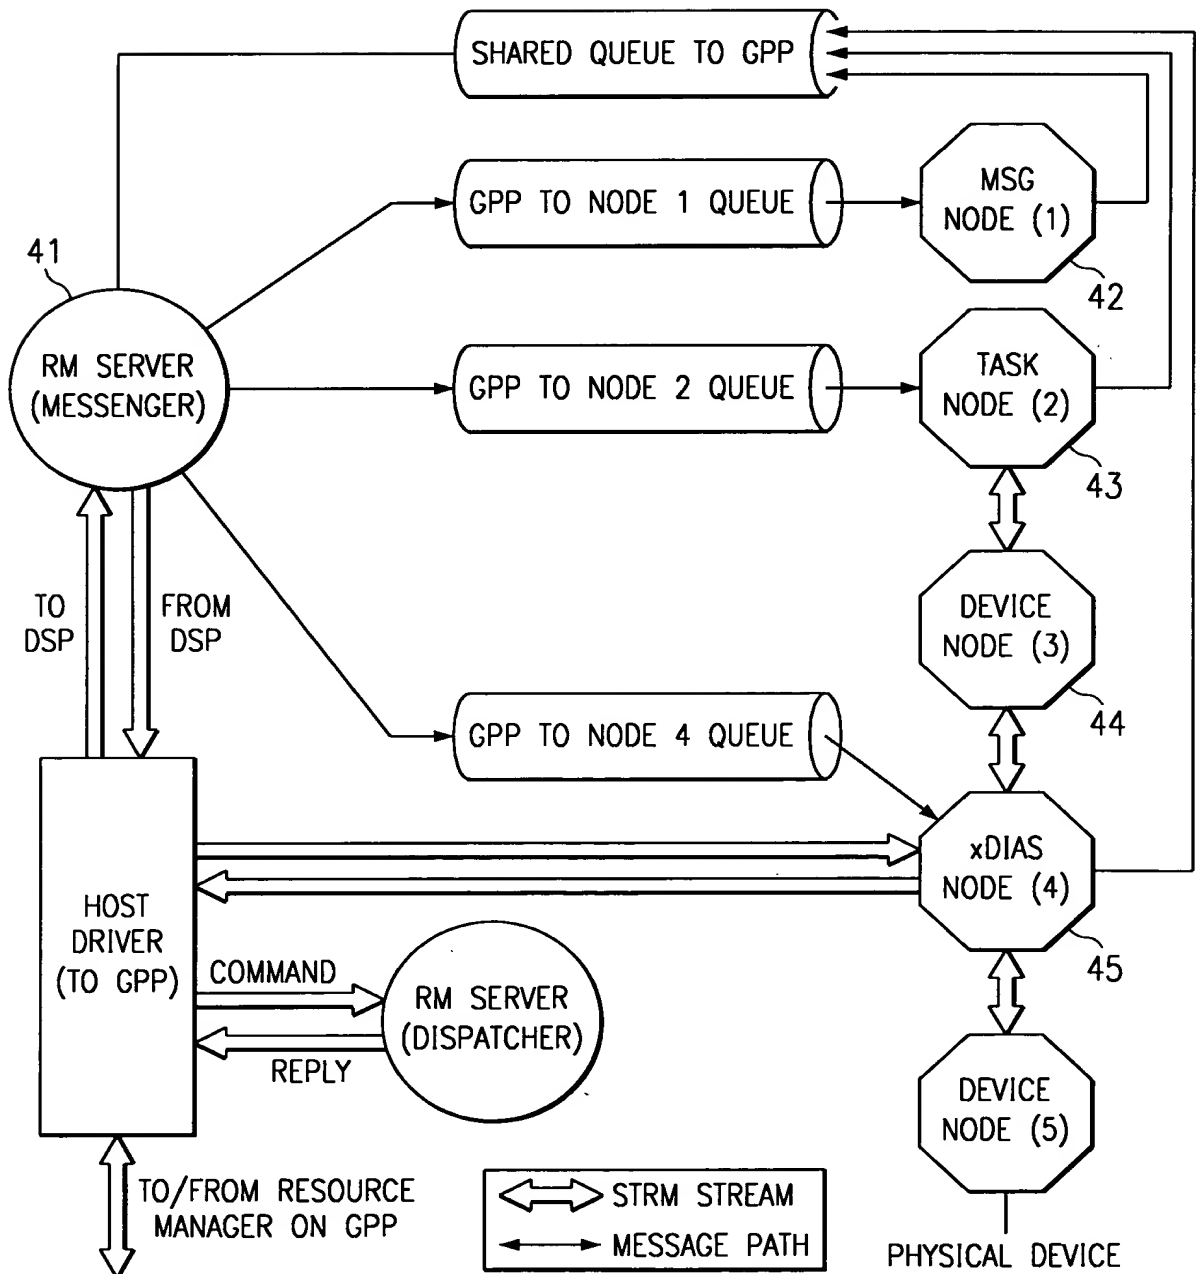 SHARED QUEUE TO GPP
GPP TO NODE 1 QUEUE
MSG
NODE (1)
42
41
RM SERVER
(MESSENGER)
GPP TO NODE 2 QUEUE
TASK
NODE (2)
43
TO
DSP
FROM
DSP
DEVICE
NODE (3)
44
GPP TO NODE 4 QUEUE
xDIAS
NODE (4)
45
HOST
DRIVER
(TO GPP)
COMMAND
RM SERVER
(DISPATCHER)
REPLY
DEVICE
NODE (5)
TO/FROM RESOURCE
MANAGER ON GPP
STRM STREAM
MESSAGE PATH
PHYSICAL DEVICE